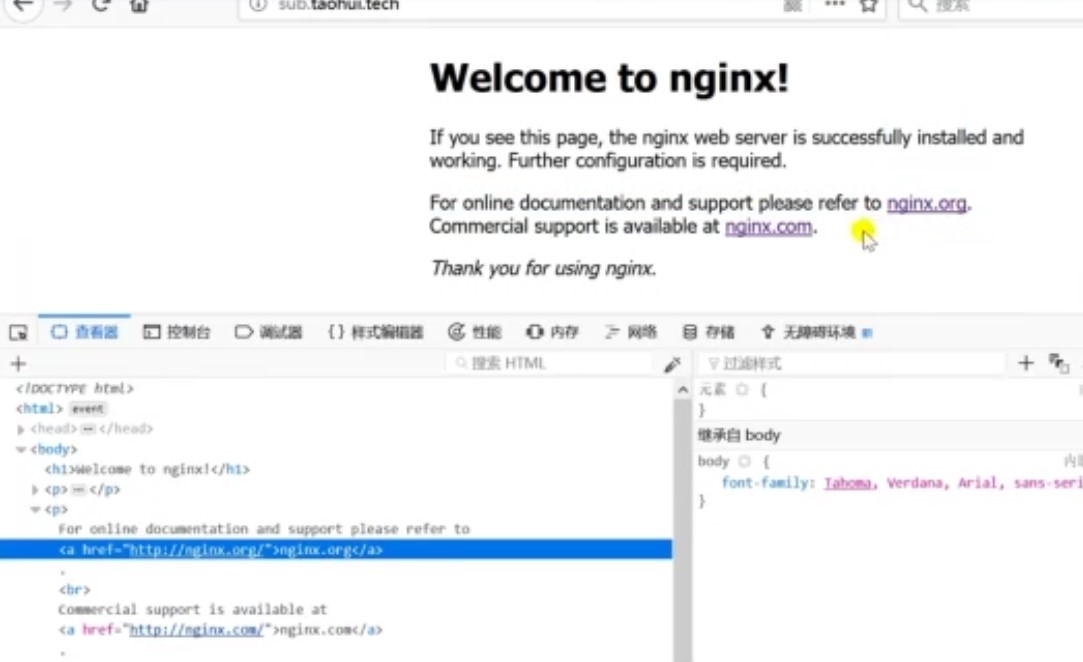 sub.taohui.tech
搜索
Welcome to nginx!
If you see this page, the nginx web server is successfully installed and
working. Further configuration is required.
For online documentation and support please refer to nginx.org.
Commercial support is available at nginx.com.
Thank you for using nginx.
查看器 控制台 调试器 {} 样式编辑器 性能 内存 网络 存储 无障碍环境
+ 搜索 HTML
过滤样式 +
<!DOCTYPE html>
<html> event
<head> </head>
<body>
<h1>Welcome to nginx!</h1>
<p> </p>
<p>
For online documentation and support please refer to
<a href="http://nginx.org/">nginx.org</a>
.
<br>
Commercial support is available at
<a href="http://nginx.com/">nginx.com</a>
.
元素 {
}
继承自 body
body { 内联
font-family: Tahoma, Verdana, Arial, sans-seri
}